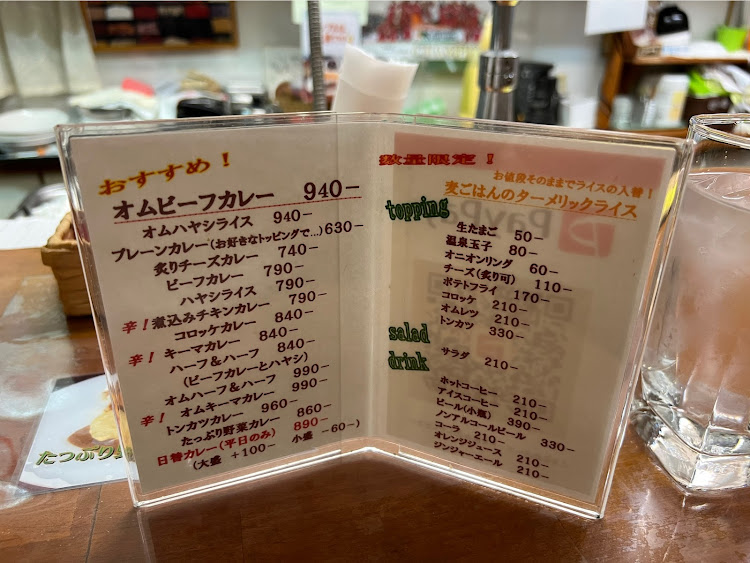 おすすめ!
オムビーフカレー 940-
オムハヤシライス 940-
プレーンカレー(お好きなトッピングで…)630-
炙りチーズカレー 740-
ビーフカレー 790-
ハヤシライス 790-
辛!煮込みチキンカレー 790-
コロッケカレー 840-
辛!キーマカレー 840-
ハーフ&ハーフ 840-
(ビーフカレーとハヤシ)
オムハーフ&ハーフ 990-
辛!オムキーマカレー 990-
トンカツカレー 960-
たっぷり野菜カレー 860-
日替カレー(平日のみ) 890-
(大盛 +100- 小盛 -60-)
数量限定!
お値段そのままでライスの入替!
麦ごはんのターメリックライス
topping
生たまご 50-
温泉玉子 80-
オニオンリング 60-
チーズ(炙り可) 110-
ポテトフライ 170-
コロッケ 210-
オムレツ 210-
トンカツ 330-
salad
サラダ 210-
drink
ホットコーヒー 210-
アイスコーヒー 210-
ビール(小瓶) 390-
ノンアルコールビール 330-
コーラ 210-
オレンジジュース 210-
ジンジャーエール 210-
PayPay
たっぷり